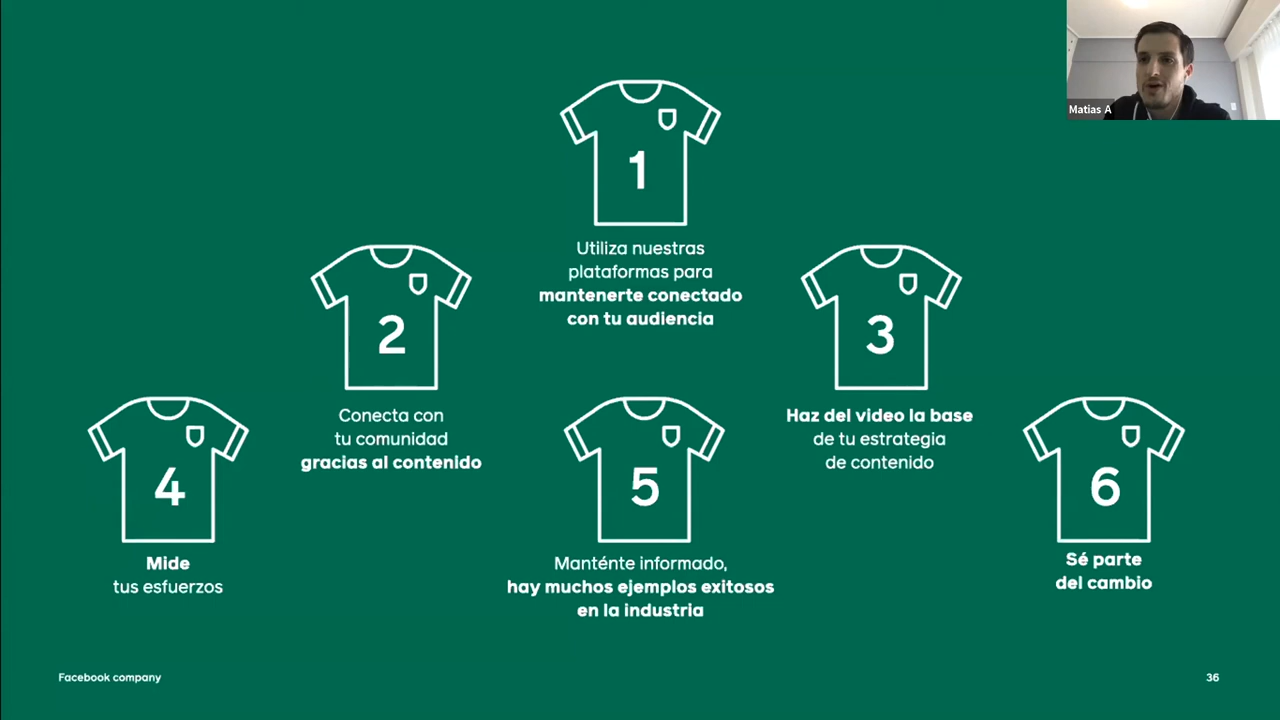 Matias A
1
Utiliza nuestras
plataformas para
mantenerte conectado
con tu audiencia
2
Conecta con
tu comunidad
gracias al contenido
3
Haz del video la base
de tu estrategia
de contenido
4
Mide
tus esfuerzos
5
Manténte informado,
hay muchos ejemplos exitosos
en la industria
6
Sé parte
del cambio
Facebook company
36